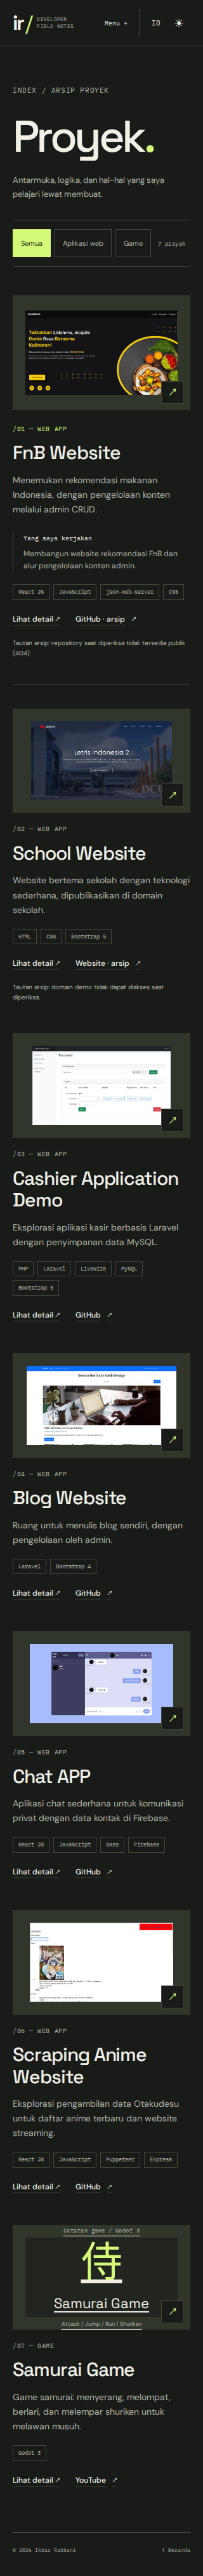 ir/ DEVELOPER
FIELD NOTES
Menu +
ID
INDEX / ARSIP PROYEK
Proyek.
Antarmuka, logika, dan hal-hal yang saya
pelajari lewat membuat.
Semua
Aplikasi web
Game
7 proyek
Taklukkan Lidahmu, Jelajahi
Dunia Rasa Bersama
Kulineran!
/01 — WEB APP
FnB Website
Menemukan rekomendasi makanan
Indonesia, dengan pengelolaan konten
melalui admin CRUD.
Yang saya kerjakan
Membangun website rekomendasi FnB dan
alur pengelolaan konten admin.
React JS
JavaScript
json-web-server
CSS
Lihat detail ↗
GitHub · arsip ↗
Tautan arsip: repository saat diperiksa tidak tersedia publik
(404).
Letris Indonesia 2
/02 — WEB APP
School Website
Website bertema sekolah dengan teknologi
sederhana, dipublikasikan di domain
sekolah.
HTML
CSS
Bootstrap 5
Lihat detail ↗
Website · arsip ↗
Tautan arsip: domain demo tidak dapat diakses saat
diperiksa.
/03 — WEB APP
Cashier Application
Demo
Eksplorasi aplikasi kasir berbasis Laravel
dengan penyimpanan data MySQL.
PHP
Laravel
Livewire
MySQL
Bootstrap 5
Lihat detail ↗
GitHub ↗
Semua Berita di Web Design
/04 — WEB APP
Blog Website
Ruang untuk menulis blog sendiri, dengan
pengelolaan oleh admin.
Laravel
Bootstrap 4
Lihat detail ↗
GitHub ↗
/05 — WEB APP
Chat APP
Aplikasi chat sederhana untuk komunikasi
privat dengan data kontak di Firebase.
React JS
JavaScript
Sass
Firebase
Lihat detail ↗
GitHub ↗
/06 — WEB APP
Scraping Anime
Website
Eksplorasi pengambilan data Otakudesu
untuk daftar anime terbaru dan website
streaming.
React JS
JavaScript
Puppeteer
Express
Lihat detail ↗
GitHub ↗
Catatan game / Godot 3
侍
Samurai Game
Attack / Jump / Run / Shuriken
/07 — GAME
Samurai Game
Game samurai: menyerang, melompat,
berlari, dan melempar shuriken untuk
melawan musuh.
Godot 3
Lihat detail ↗
YouTube ↗
© 2026 Ikbar Rabbani
↑ Beranda